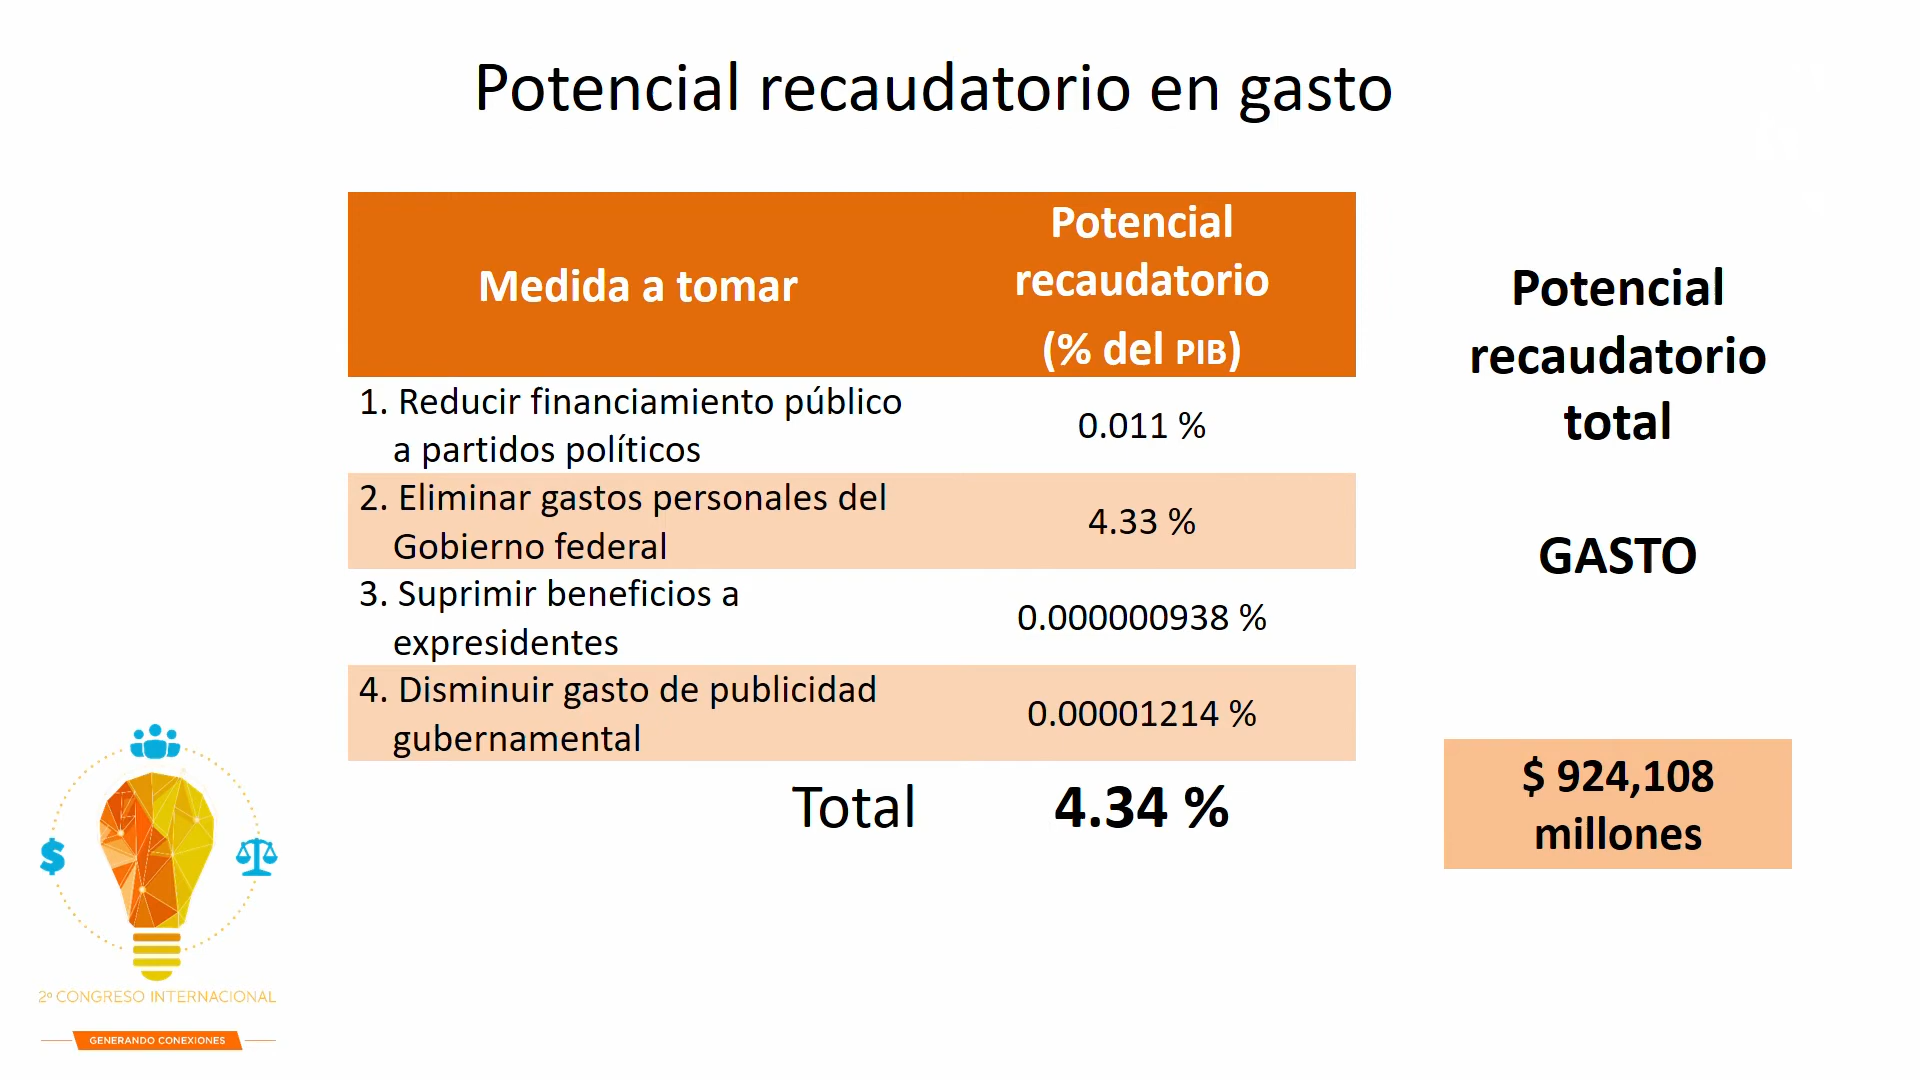 Potencial recaudatorio en gasto
Medida a tomar
Potencial
recaudatorio
(% del PIB)
1. Reducir financiamiento público
a partidos políticos
0.011 %
2. Eliminar gastos personales del
Gobierno federal
4.33 %
3. Suprimir beneficios a
expresidentes
0.000000938 %
4. Disminuir gasto de publicidad
gubernamental
0.00001214 %
Total
4.34 %
Potencial
recaudatorio
total
GASTO
$ 924,108
millones
$
2º CONGRESO INTERNACIONAL
GENERANDO CONEXIONES